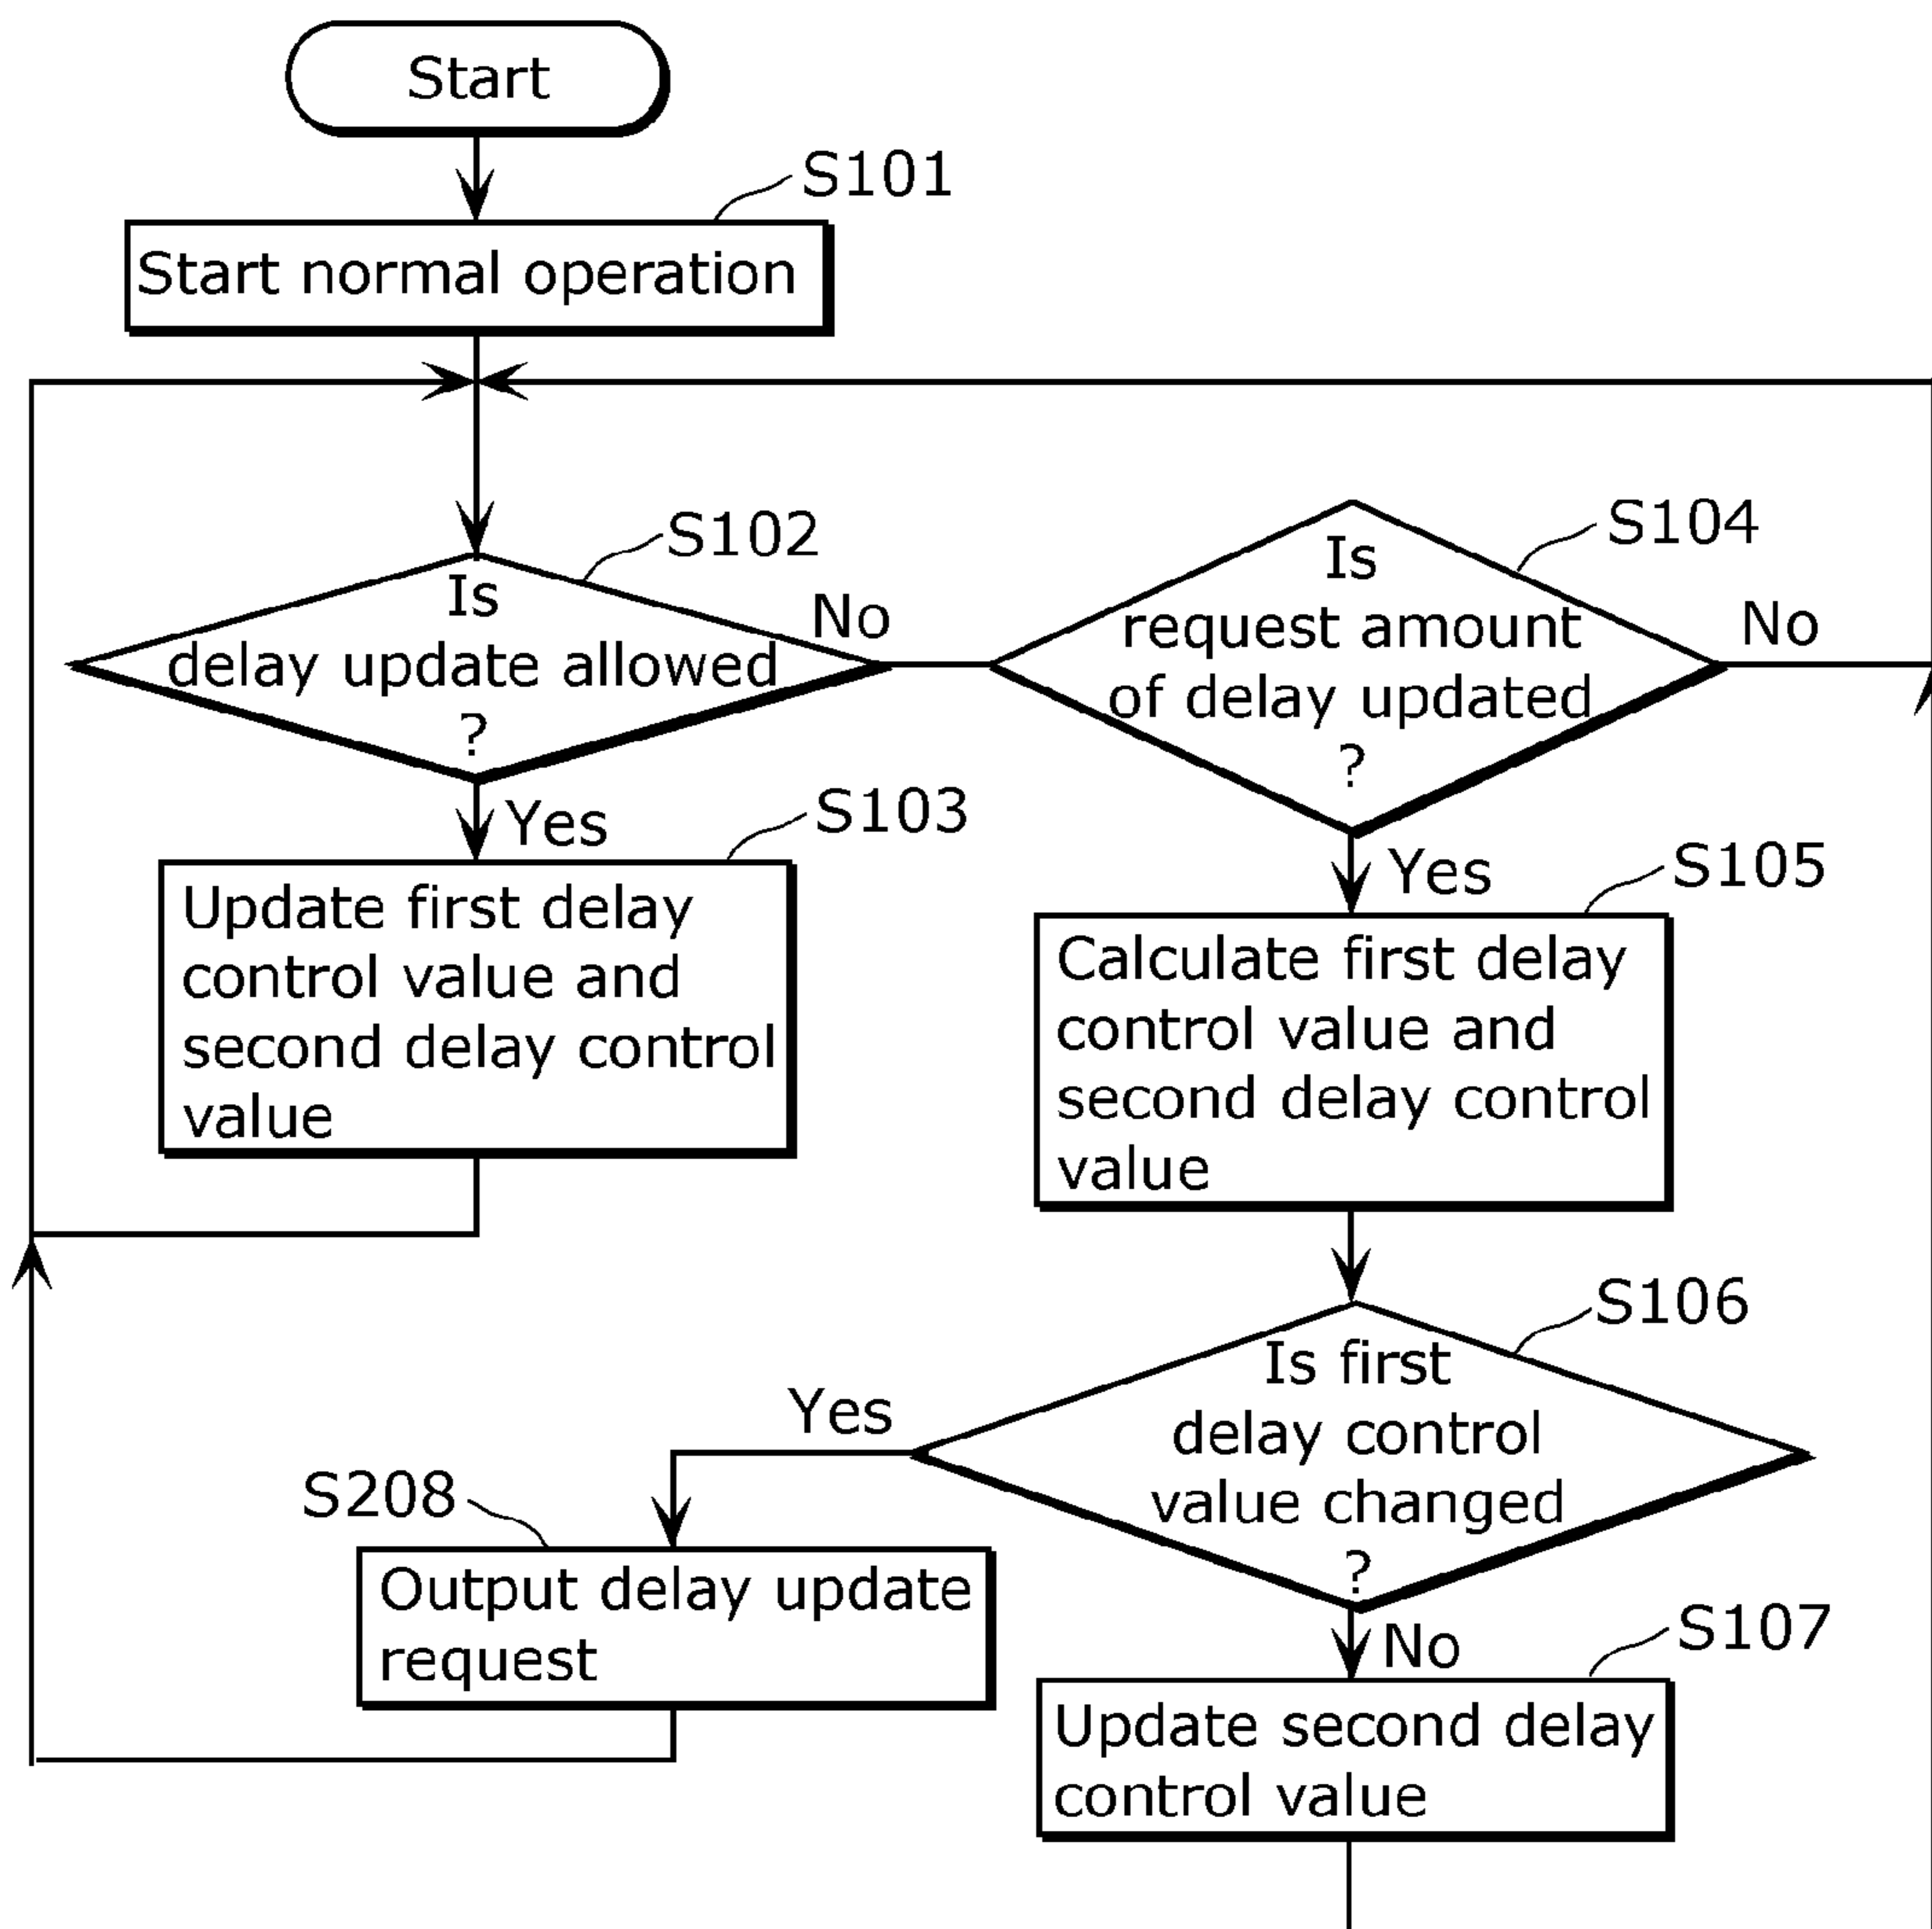 Start
S101
Start normal operation
S102
Is
delay update allowed
?
No
Yes
S103
Update first delay
control value and
second delay control
value
S104
Is
request amount
of delay updated
?
No
Yes
S105
Calculate first delay
control value and
second delay control
value
S106
Is first
delay control
value changed
?
Yes
S208
Output delay update
request
No
S107
Update second delay
control value